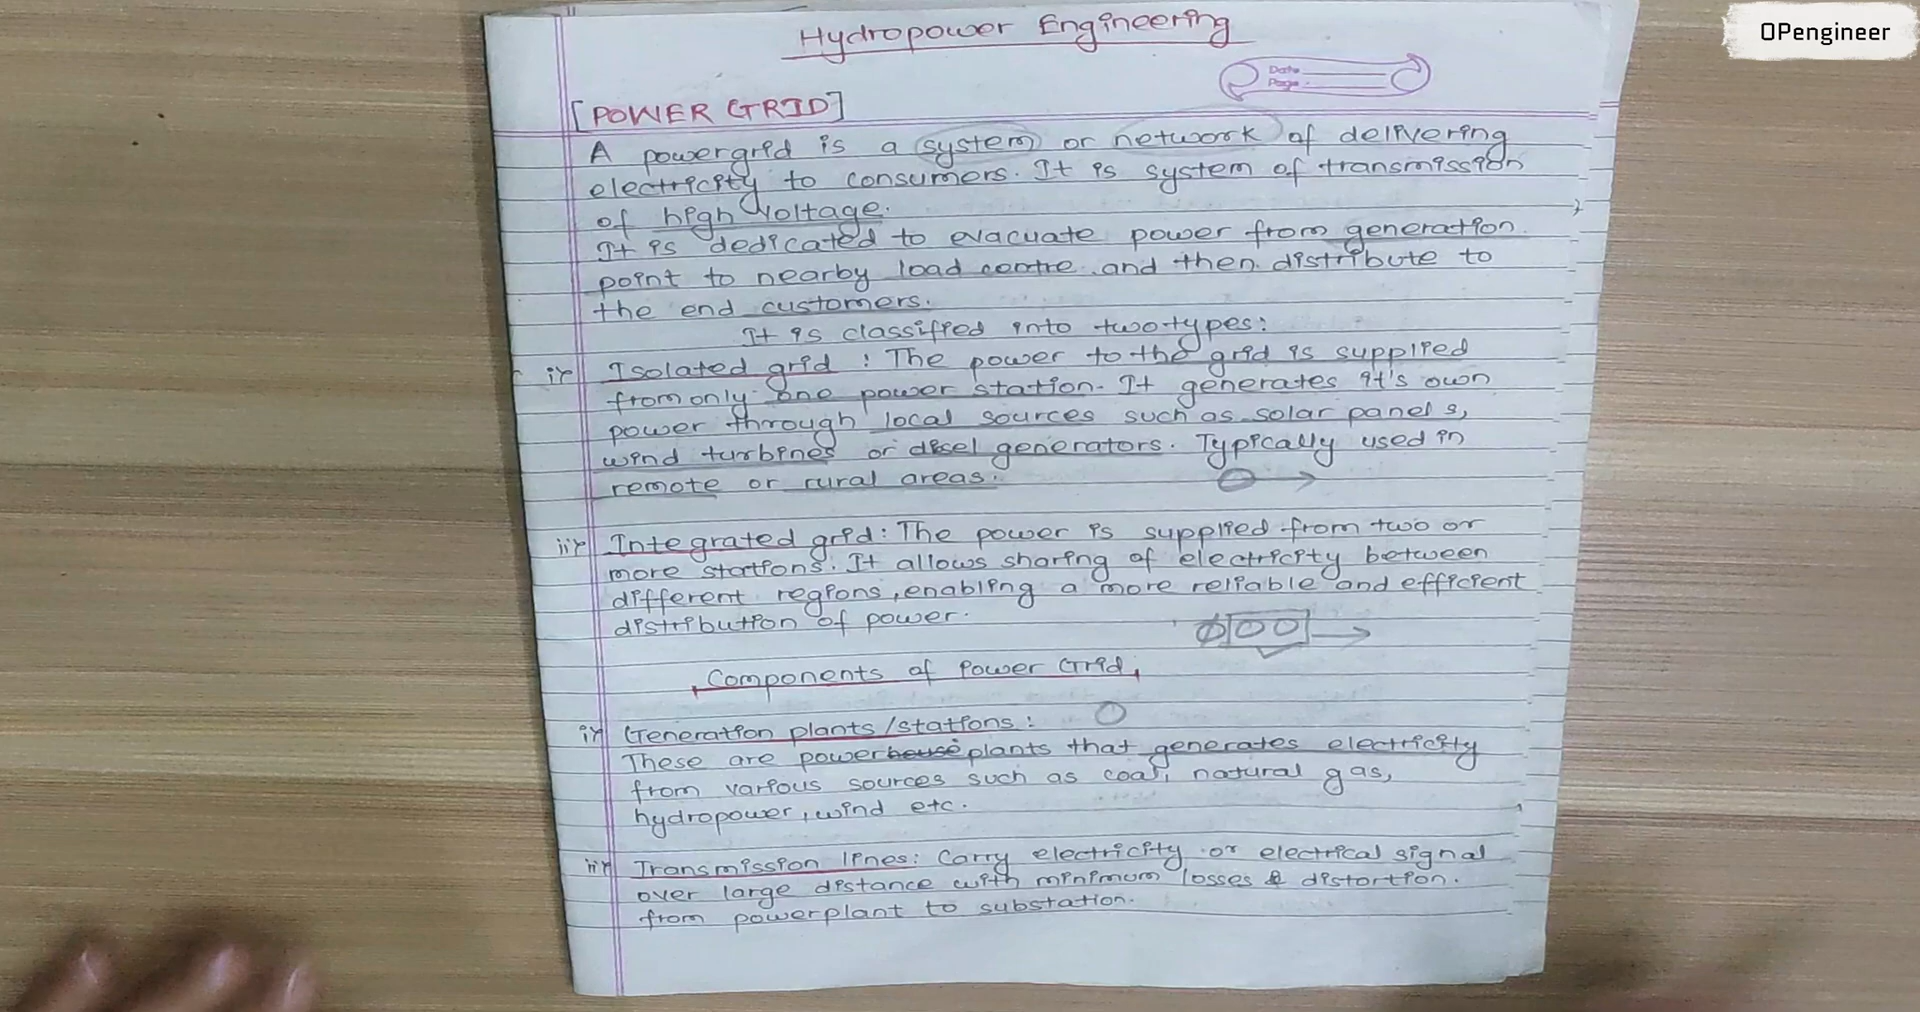 OPengineer
Hydropower Engineering
Date
Page
[POWER GRID]
A powergrid is a system or network of delivering
electricity to consumers. It is system of transmission
of high voltage.
It is dedicated to evacuate power from generation
point to nearby load centre and then distribute to
the end customers.
It is classified into two types:
i) Isolated grid : The power to the grid is supplied
from only one power station. It generates it's own
power through local sources such as solar panels,
wind turbines or disel generators. Typically used in
remote or rural areas.
ii) Integrated grid: The power is supplied from two or
more stations. It allows sharing of electricity between
different regions, enabling a more reliable and efficient
distribution of power.
Components of Power Grid
i) Generation plants/stations:
These are powerhouse plants that generates electricity
from various sources such as coal, natural gas,
hydropower, wind etc.
ii) Transmission lines: Carry electricity or electrical signal
over large distance with minimum losses & distortion.
from powerplant to substation.